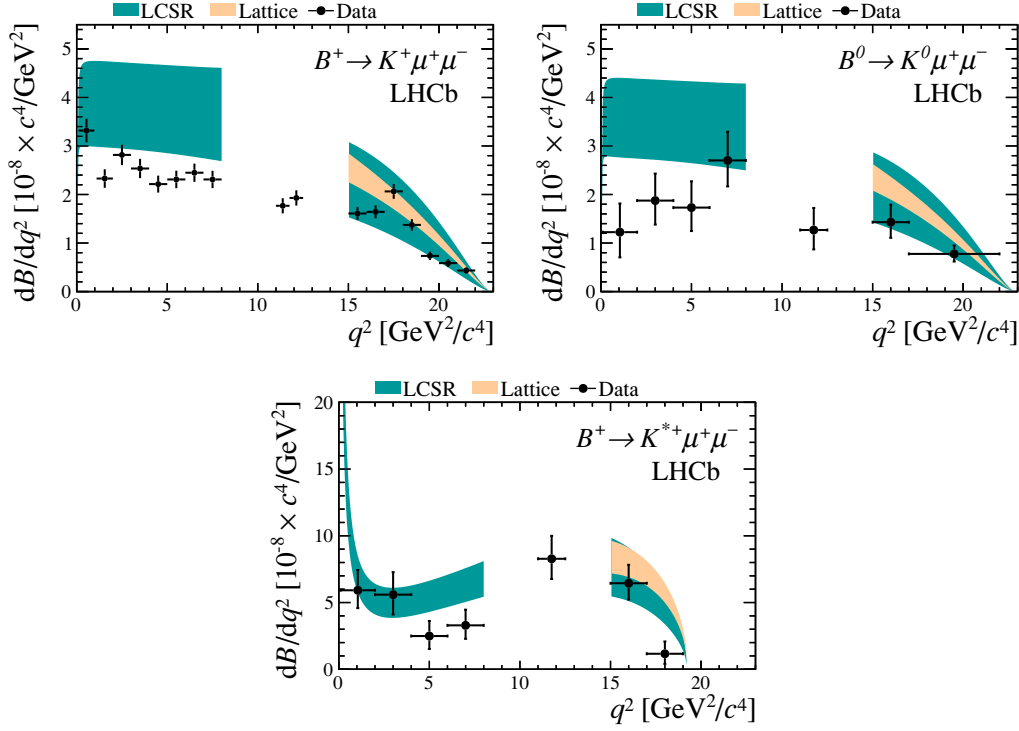 LCSR Lattice Data
dB/dq² [10⁻⁸ × c⁴/GeV²]
5
4
3
2
1
0
B⁺→ K⁺μ⁺μ⁻
LHCb
0 5 10 15 20
q² [GeV²/c⁴]
LCSR Lattice Data
dB/dq² [10⁻⁸ × c⁴/GeV²]
5
4
3
2
1
0
B⁰→ K⁰μ⁺μ⁻
LHCb
0 5 10 15 20
q² [GeV²/c⁴]
LCSR Lattice Data
dB/dq² [10⁻⁸ × c⁴/GeV²]
20
15
10
5
0
B⁺→ K*⁺μ⁺μ⁻
LHCb
0 5 10 15 20
q² [GeV²/c⁴]